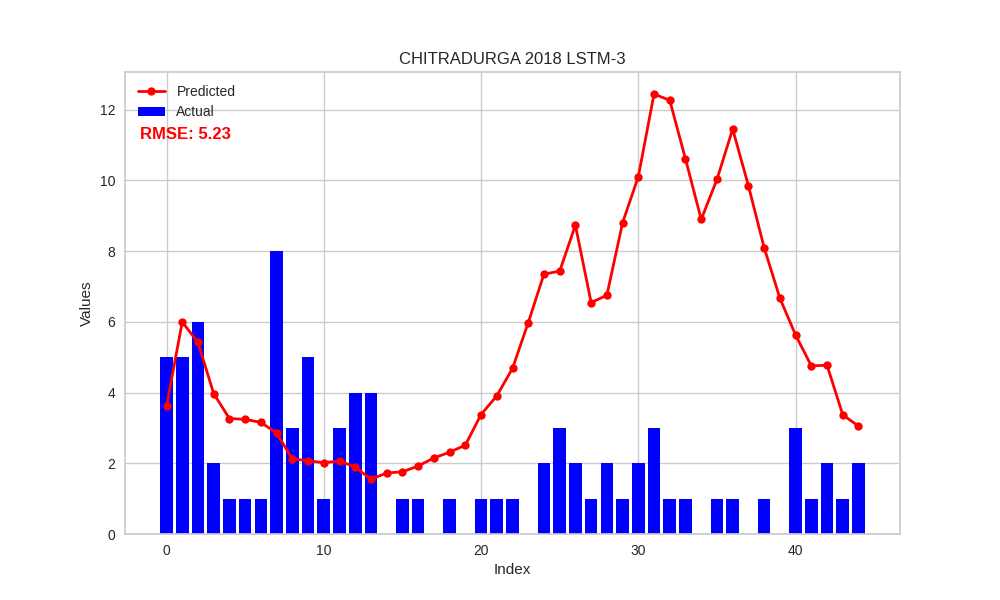 CHITRADURGA 2018 LSTM-3
Predicted
Actual
RMSE: 5.23
12
10
8
6
4
2
0
Values
0 10 20 30 40
Index